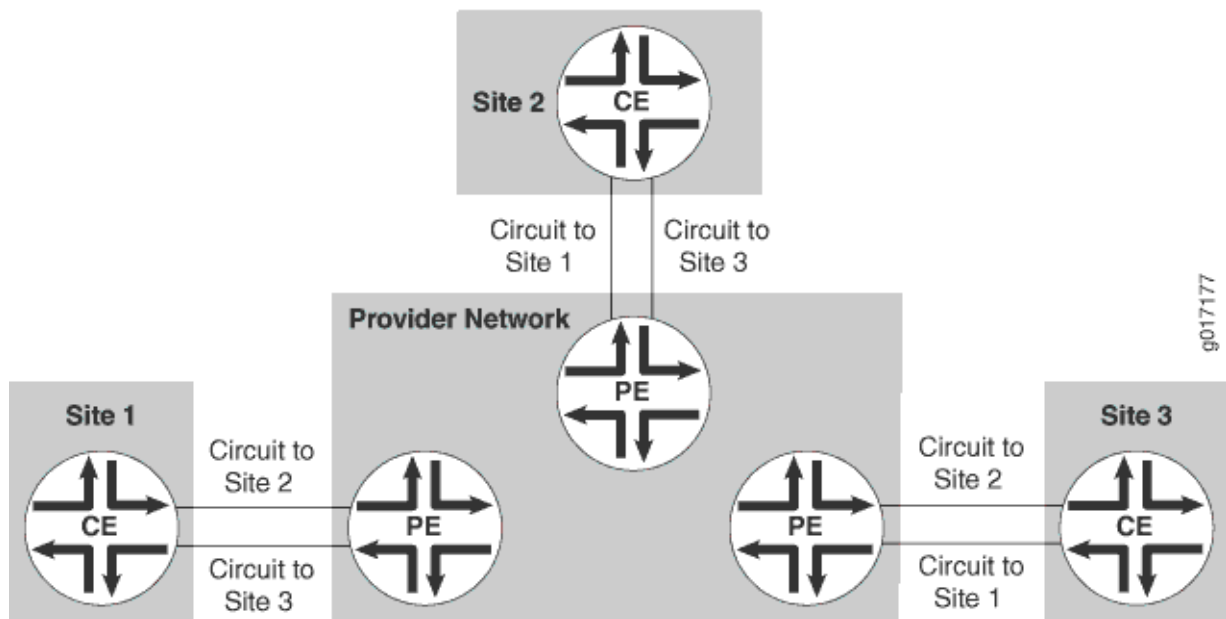 Site 2
CE
Circuit to
Site 1
Circuit to
Site 3
Provider Network
PE
g017177
Site 1
CE
Circuit to
Site 2
Circuit to
Site 3
PE
PE
Circuit to
Site 2
Circuit to
Site 1
Site 3
CE